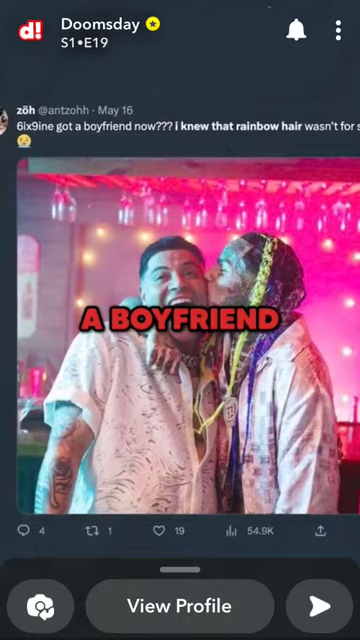 d!
Doomsday
S1•E19
zöh @antzohh · May 16
6ix9ine got a boyfriend now??? i knew that rainbow hair wasn't for s
😭
A BOYFRIEND
4 1 19 54.9K
View Profile